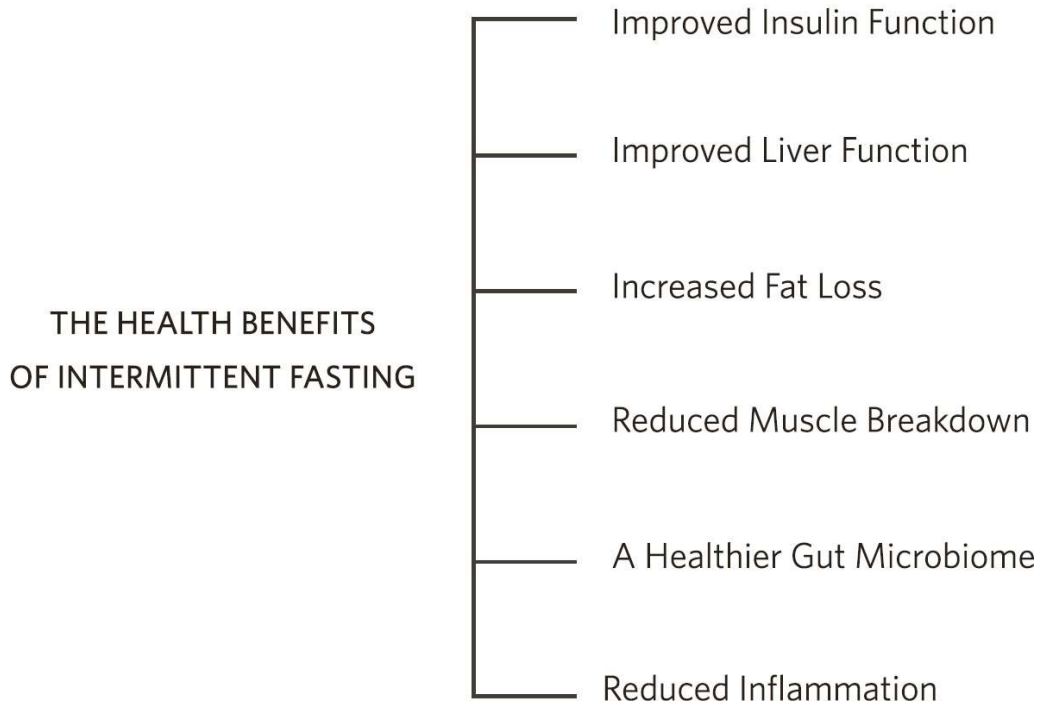 THE HEALTH BENEFITS
OF INTERMITTENT FASTING
Improved Insulin Function
Improved Liver Function
Increased Fat Loss
Reduced Muscle Breakdown
A Healthier Gut Microbiome
Reduced Inflammation